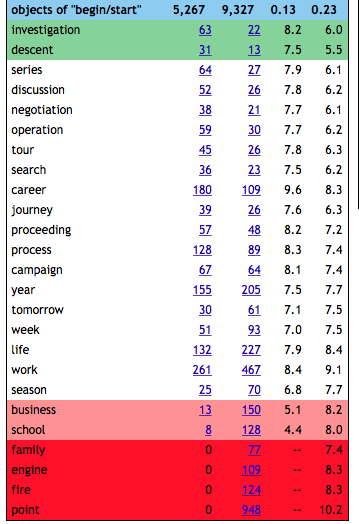 objects of "begin/start" 5,267 9,327 0.13 0.23
investigation 63 22 8.2 6.0
descent 31 13 7.5 5.5
series 64 27 7.9 6.1
discussion 52 26 7.8 6.2
negotiation 38 21 7.7 6.1
operation 59 30 7.7 6.2
tour 45 26 7.8 6.3
search 36 23 7.5 6.2
career 180 109 9.6 8.3
journey 39 26 7.6 6.3
proceeding 57 48 8.2 7.2
process 128 89 8.3 7.4
campaign 67 64 8.1 7.4
year 155 205 7.5 7.7
tomorrow 30 61 7.1 7.5
week 51 93 7.0 7.5
life 132 227 7.9 8.4
work 261 467 8.4 9.1
season 25 70 6.8 7.7
business 13 150 5.1 8.2
school 8 128 4.4 8.0
family 0 77 -- 7.4
engine 0 109 -- 8.3
fire 0 124 -- 8.3
point 0 948 -- 10.2